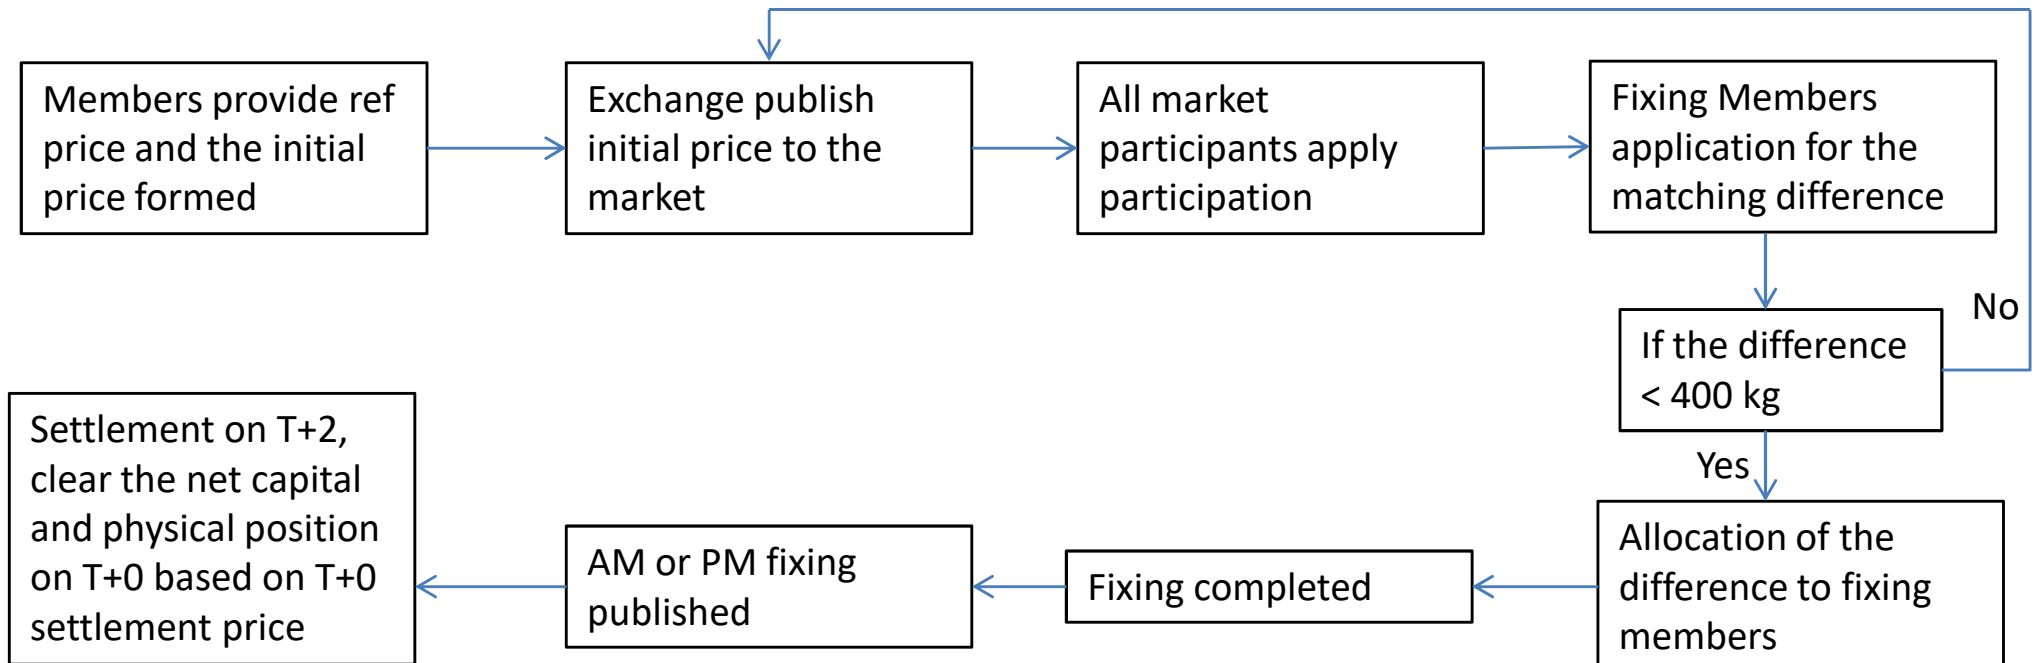 Members provide ref
price and the initial
price formed
Exchange publish
initial price to the
market
All market
participants apply
participation
Fixing Members
application for the
matching difference
No
If the difference
< 400 kg
Yes
Allocation of the
difference to fixing
members
Fixing completed
AM or PM fixing
published
Settlement on T+2,
clear the net capital
and physical position
on T+0 based on T+0
settlement price